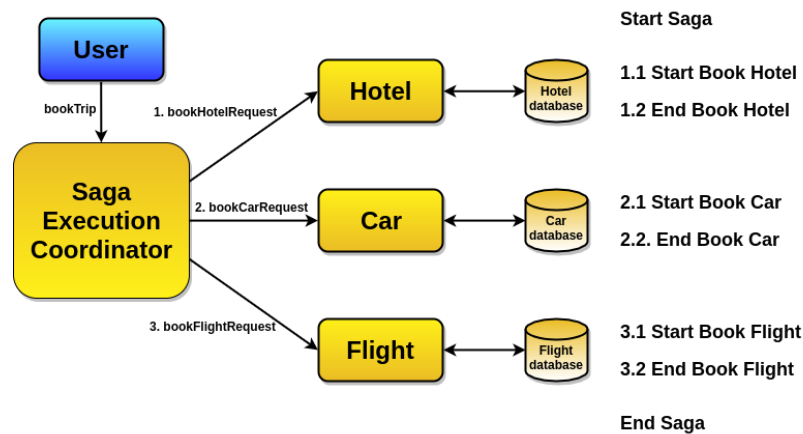 User
bookTrip
Saga
Execution
Coordinator
1. bookHotelRequest
2. bookCarRequest
3. bookFlightRequest
Hotel
Hotel
database
Car
Car
database
Flight
Flight
database
Start Saga
1.1 Start Book Hotel
1.2 End Book Hotel
2.1 Start Book Car
2.2. End Book Car
3.1 Start Book Flight
3.2 End Book Flight
End Saga